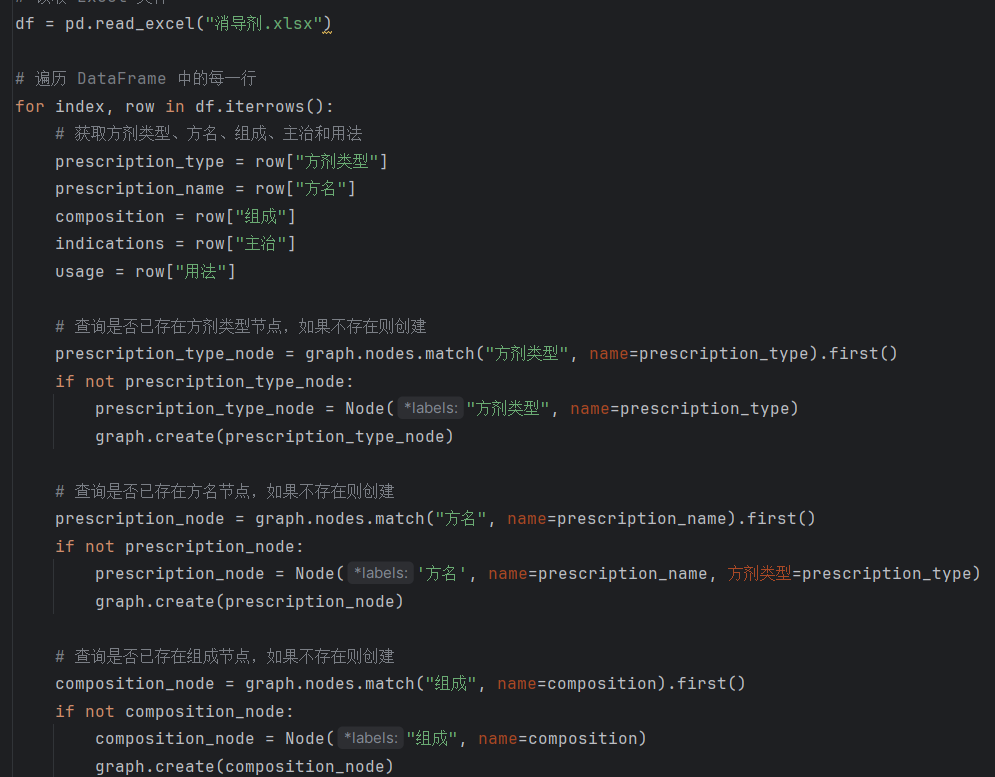 df = pd.read_excel("消导剂.xlsx")
# 遍历 DataFrame 中的每一行
for index, row in df.iterrows():
# 获取方剂类型、方名、组成、主治和用法
prescription_type = row["方剂类型"]
prescription_name = row["方名"]
composition = row["组成"]
indications = row["主治"]
usage = row["用法"]
# 查询是否已存在方剂类型节点，如果不存在则创建
prescription_type_node = graph.nodes.match("方剂类型", name=prescription_type).first()
if not prescription_type_node:
prescription_type_node = Node( *labels: "方剂类型", name=prescription_type)
graph.create(prescription_type_node)
# 查询是否已存在方名节点，如果不存在则创建
prescription_node = graph.nodes.match("方名", name=prescription_name).first()
if not prescription_node:
prescription_node = Node( *labels: '方名', name=prescription_name, 方剂类型=prescription_type)
graph.create(prescription_node)
# 查询是否已存在组成节点，如果不存在则创建
composition_node = graph.nodes.match("组成", name=composition).first()
if not composition_node:
composition_node = Node( *labels: "组成", name=composition)
graph.create(composition_node)